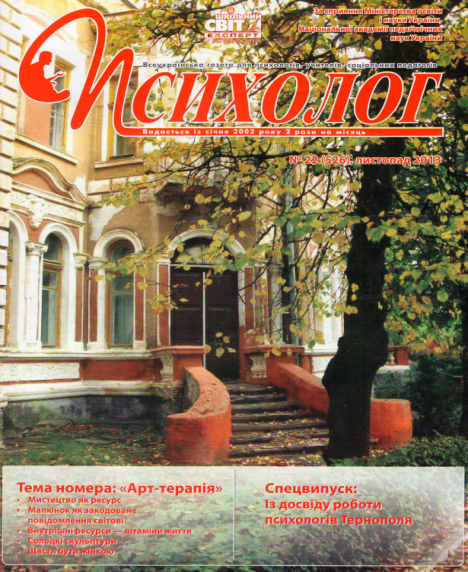 ШКІЛЬНИЙ
СВІТ
ЕКСПЕРТ
За сприяння Міністерства освіти
і науки України,
Національної академії педагогічних
наук України
Всеукраїнська газета для психологів, учителів, соціальних педагогів
Психолог
Видається із січня 2002 року 2 рази на місяць
№ 22 (526), листопад 2013
Тема номера: «Арт-терапія»
• Мистецтво як ресурс
• Малюнок як закодоване
повідомлення світові
• Внутрішні ресурси — вітаміни життя
• Солодкі скульптури
• Щастя бути жінкою
Спецвипуск:
Із досвіду роботи
психологів Тернополя